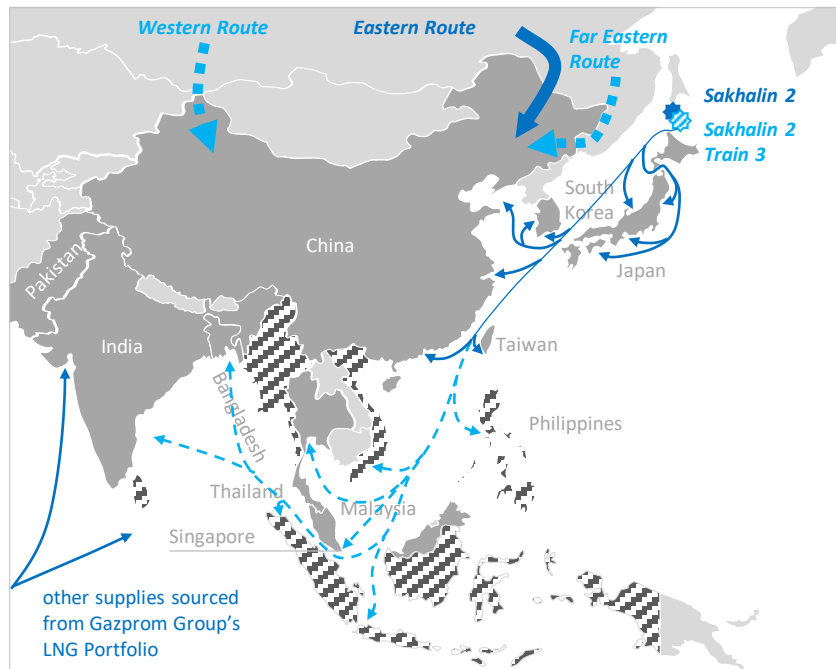 Western Route
Eastern Route
Far Eastern
Route
Sakhalin 2
Sakhalin 2
Train 3
South
Korea
China
Japan
Pakistan
India
Taiwan
Bangladesh
Philippines
Thailand
Malaysia
Singapore
other supplies sourced
from Gazprom Group's
LNG Portfolio